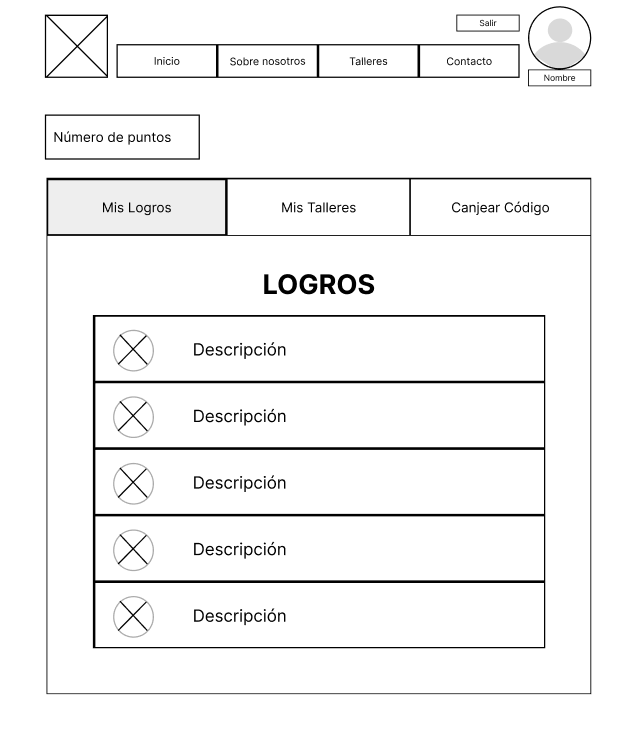 Salir
Inicio
Sobre nosotros
Talleres
Contacto
Nombre
Número de puntos
Mis Logros
Mis Talleres
Canjear Código
LOGROS
Descripción
Descripción
Descripción
Descripción
Descripción